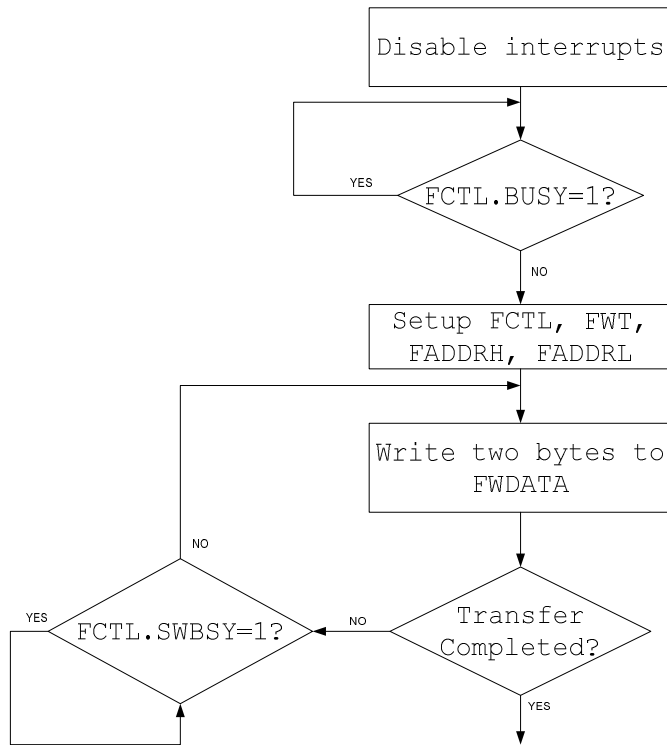 Disable interrupts
YES
FCTL.BUSY=1?
NO
Setup FCTL, FWT,
FADDRH, FADDRL
Write two bytes to
FWDATA
NO
YES
FCTL.SWBSY=1?
NO
Transfer
Completed?
YES